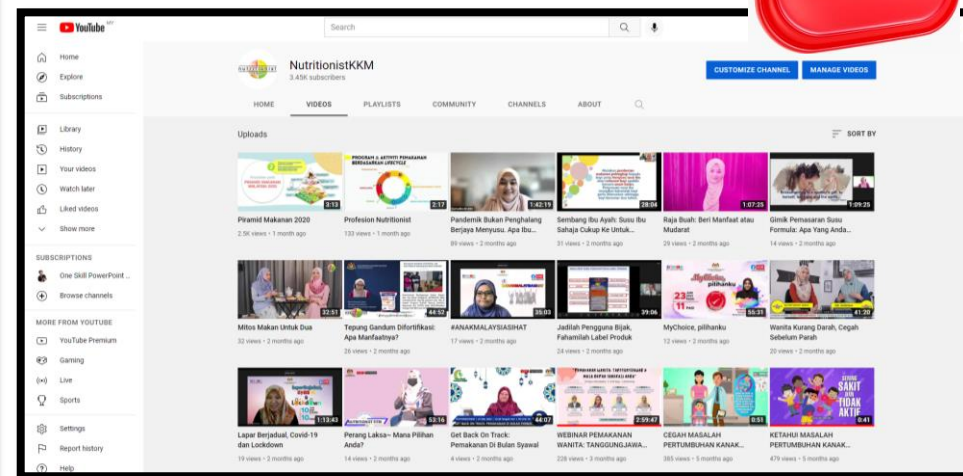 YouTube MY
Search
Home
Explore
Subscriptions
Library
History
Your videos
Watch later
Liked videos
Show more
SUBSCRIPTIONS
One Skill PowerPoint ...
Browse channels
MORE FROM YOUTUBE
YouTube Premium
Gaming
Live
Sports
Settings
Report history
Help
NutritionistKKM
3.45K subscribers
CUSTOMIZE CHANNEL
MANAGE VIDEOS
HOME VIDEOS PLAYLISTS COMMUNITY CHANNELS ABOUT
Uploads
SORT BY
3:13
PROGRAM & AKTIVITI PEMAKANAN
BERDASARKAN LIFECYCLE
2:17
1:42:19
28:04
1:07:25
1:09:25
Piramid Makanan 2020
2.5K views • 1 month ago
Profesion Nutritionist
133 views • 1 month ago
Pandemik Bukan Penghalang
Berjaya Menyusu. Apa Ibu...
89 views • 2 months ago
Sembang Ibu Ayah: Susu Ibu
Sahaja Cukup Ke Untuk...
31 views • 2 months ago
Raja Buah: Beri Manfaat atau
Mudarat
29 views • 2 months ago
Gimik Pemasaran Susu
Formula: Apa Yang Anda...
14 views • 2 months ago
32:51
44:52
35:03
39:06
MyChoice,
pilihanku
23
11
55:31
41:20
Mitos Makan Untuk Dua
32 views • 2 months ago
Tepung Gandum Difortifikasi:
Apa Manfaatnya?
26 views • 2 months ago
#ANAKMALAYSIASIHAT
17 views • 2 months ago
Jadilah Pengguna Bijak,
Fahamilah Label Produk
24 views • 2 months ago
MyChoice, pilihanku
12 views • 2 months ago
Wanita Kurang Darah, Cegah
Sebelum Parah
20 views • 2 months ago
1:13:43
53:16
44:07
2:59:47
0:51
SERING
SAKIT
DAN
TIDAK
AKTIF
0:41
Lapar Berjadual, Covid-19
dan Lockdown
19 views • 3 months ago
Perang Laksa– Mana Pilihan
Anda?
14 views • 2 months ago
Get Back On Track:
Pemakanan Di Bulan Syawal
4 views • 2 months ago
WEBINAR PEMAKANAN
WANITA: TANGGUNGJAWA...
228 views • 3 months ago
CEGAH MASALAH
PERTUMBUHAN KANAK...
385 views • 5 months ago
KETAHUI MASALAH
PERTUMBUHAN KANAK...
479 views • 5 months ago